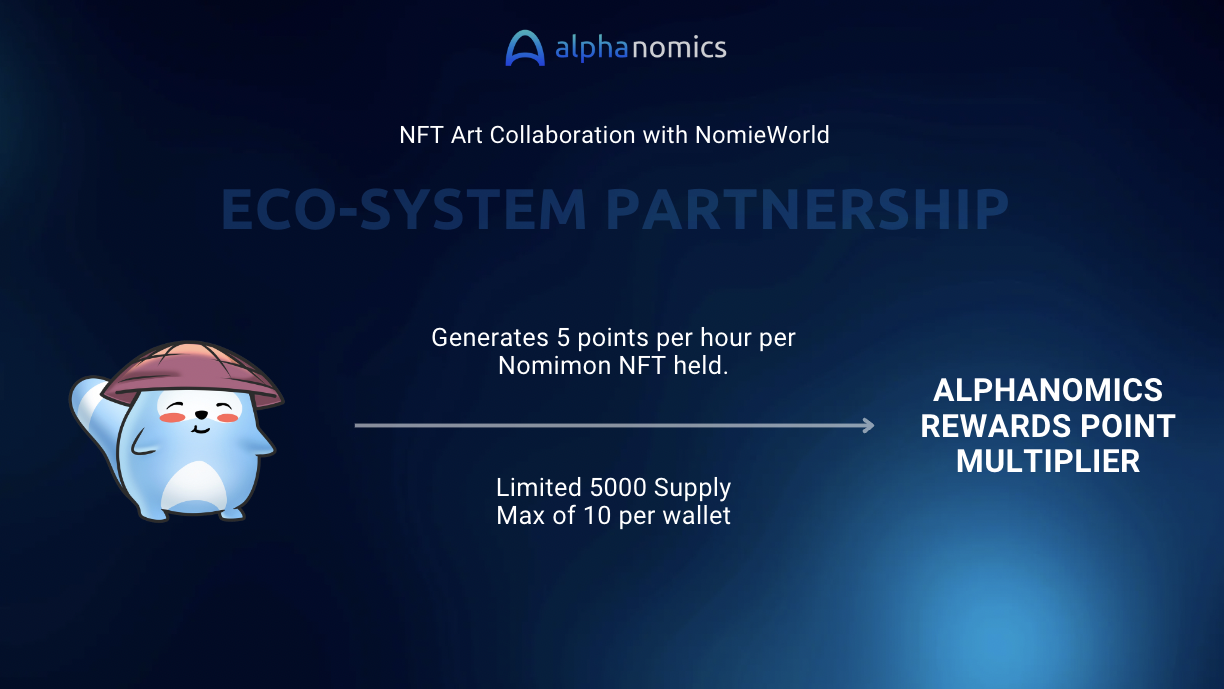 alphanomics
NFT Art Collaboration with NomieWorld
ECO-SYSTEM PARTNERSHIP
Generates 5 points per hour per
Nomimon NFT held.
ALPHANOMICS
REWARDS POINT
MULTIPLIER
Limited 5000 Supply
Max of 10 per wallet